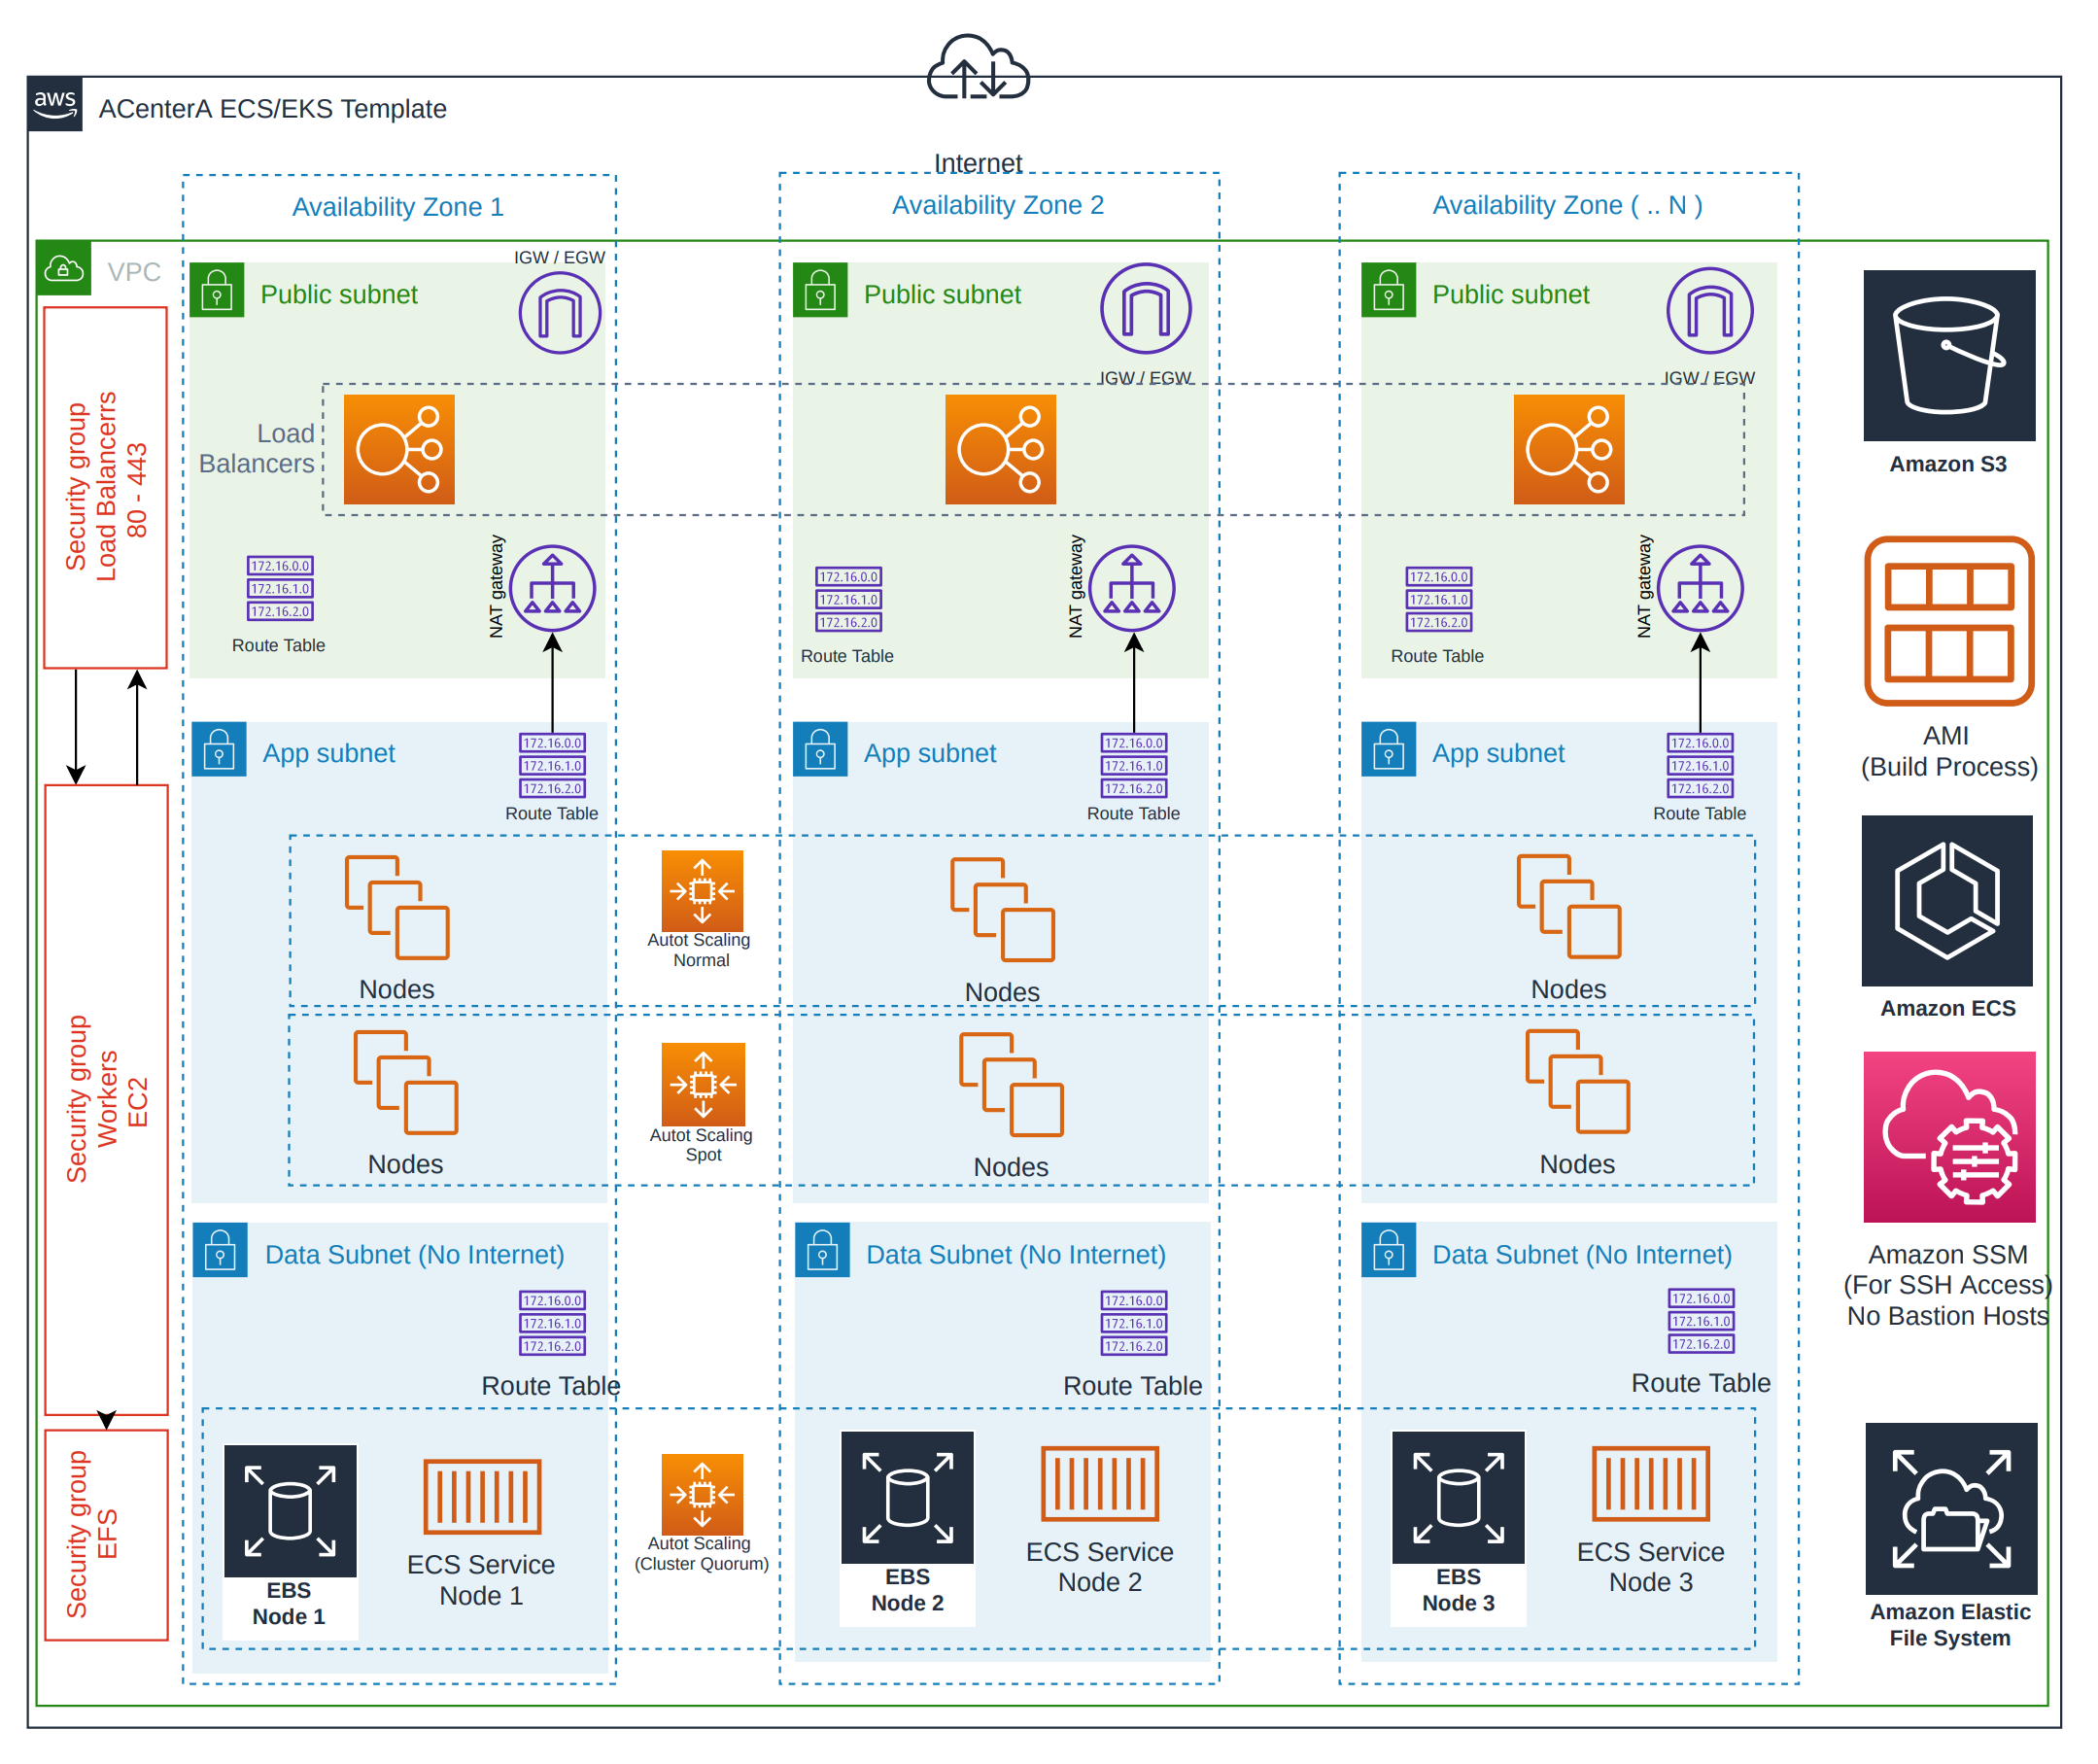 aws
ACenterA ECS/EKS Template
Internet
Availability Zone 1
Availability Zone 2
Availability Zone ( .. N )
VPC
Security group
Load Balancers
80 - 443
Security group
Workers
EC2
Security group
EFS
Public subnet
IGW / EGW
Public subnet
IGW / EGW
Public subnet
IGW / EGW
Load
Balancers
172.16.0.0
172.16.1.0
172.16.2.0
Route Table
NAT gateway
172.16.0.0
172.16.1.0
172.16.2.0
Route Table
NAT gateway
172.16.0.0
172.16.1.0
172.16.2.0
Route Table
NAT gateway
App subnet
172.16.0.0
172.16.1.0
172.16.2.0
Route Table
App subnet
172.16.0.0
172.16.1.0
172.16.2.0
Route Table
App subnet
172.16.0.0
172.16.1.0
172.16.2.0
Route Table
Nodes
Autot Scaling
Normal
Nodes
Nodes
Nodes
Autot Scaling
Spot
Nodes
Nodes
Data Subnet (No Internet)
172.16.0.0
172.16.1.0
172.16.2.0
Route Table
Data Subnet (No Internet)
172.16.0.0
172.16.1.0
172.16.2.0
Route Table
Data Subnet (No Internet)
172.16.0.0
172.16.1.0
172.16.2.0
Route Table
EBS
Node 1
ECS Service
Node 1
Autot Scaling
(Cluster Quorum)
EBS
Node 2
ECS Service
Node 2
EBS
Node 3
ECS Service
Node 3
Amazon S3
AMI
(Build Process)
Amazon ECS
Amazon SSM
(For SSH Access)
No Bastion Hosts
Amazon Elastic
File System